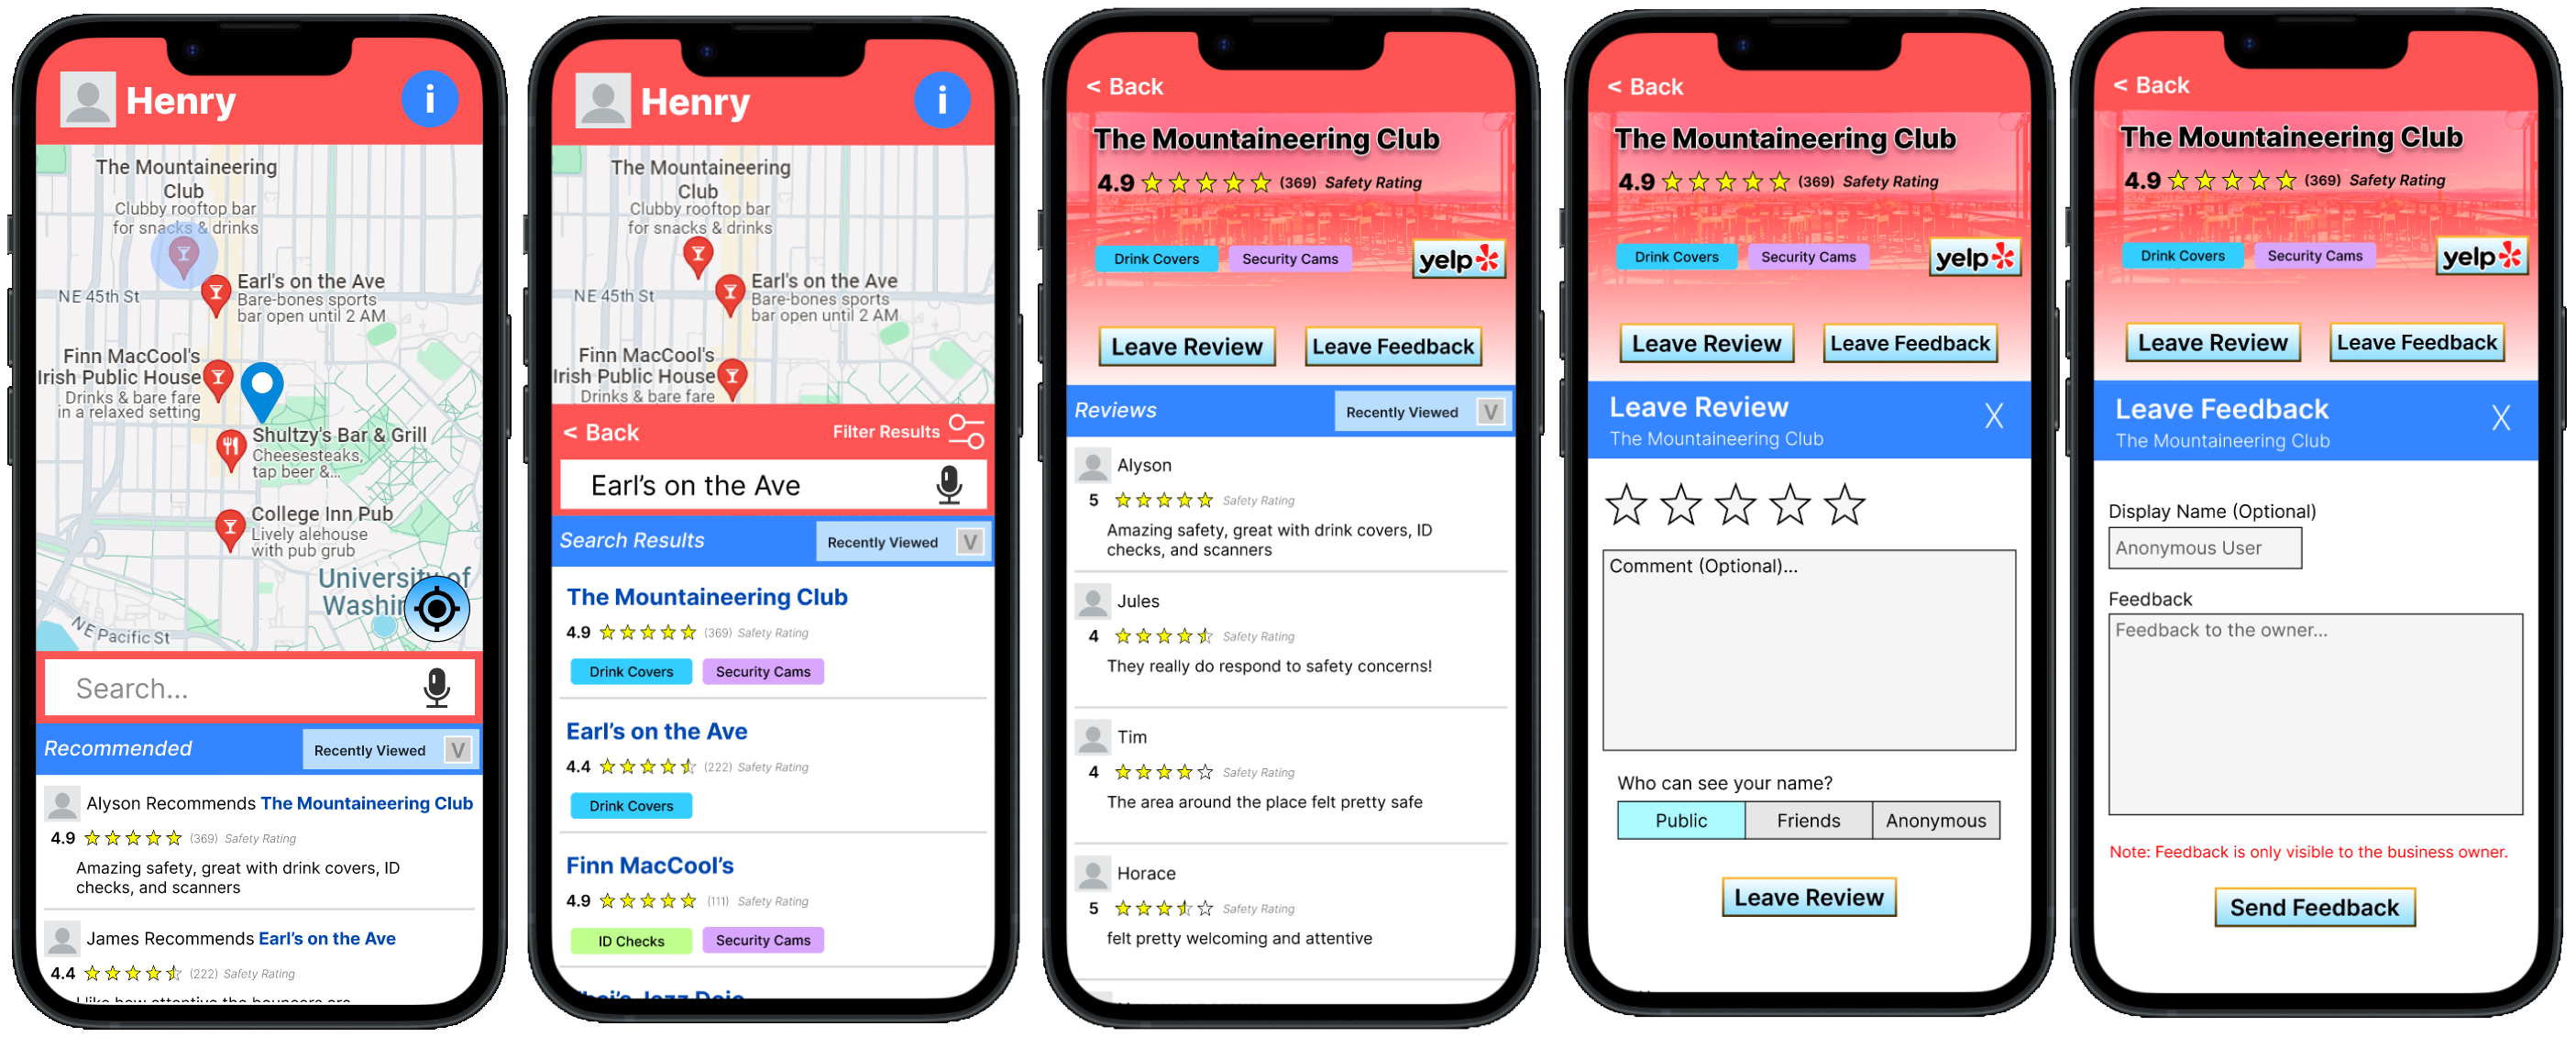 Henry
i
The Mountaineering
Club
Clubby rooftop bar
for snacks & drinks
Earl's on the Ave
Bare-bones sports
bar open until 2 AM
NE 45th St
Finn MacCool's
Irish Public House
Drinks & bare fare
in a relaxed setting
Shultzy's Bar & Grill
Cheesesteaks,
tap beer &...
College Inn Pub
Lively alehouse
with pub grub
University of
NE Pacific St
Search...
Recommended
Recently Viewed V
Alyson Recommends The Mountaineering Club
4.9 (369) Safety Rating
Amazing safety, great with drink covers, ID
checks, and scanners
James Recommends Earl's on the Ave
4.4 (222) Safety Rating
I like how attentive the bouncers are
Henry
i
The Mountaineering
Club
Clubby rooftop bar
for snacks & drinks
Earl's on the Ave
Bare-bones sports
bar open until 2 AM
NE 45th St
Finn MacCool's
Irish Public House
Drinks & bare fare
< Back
Filter Results
Earl's on the Ave
Search Results
Recently Viewed V
The Mountaineering Club
4.9 (369) Safety Rating
Drink Covers
Security Cams
Earl's on the Ave
4.4 (222) Safety Rating
Drink Covers
Finn MacCool's
4.9 (111) Safety Rating
ID Checks
Security Cams
Jazz
< Back
The Mountaineering Club
4.9 (369) Safety Rating
Drink Covers
Security Cams
yelp
Leave Review
Leave Feedback
Reviews
Recently Viewed V
Alyson
5 Safety Rating
Amazing safety, great with drink covers, ID
checks, and scanners
Jules
4 Safety Rating
They really do respond to safety concerns!
Tim
4 Safety Rating
The area around the place felt pretty safe
Horace
5 Safety Rating
felt pretty welcoming and attentive
< Back
The Mountaineering Club
4.9 (369) Safety Rating
Drink Covers
Security Cams
yelp
Leave Review
Leave Feedback
Leave Review
X
The Mountaineering Club
Comment (Optional)...
Who can see your name?
Public
Friends
Anonymous
Leave Review
< Back
The Mountaineering Club
4.9 (369) Safety Rating
Drink Covers
Security Cams
yelp
Leave Review
Leave Feedback
Leave Feedback
X
The Mountaineering Club
Display Name (Optional)
Anonymous User
Feedback
Feedback to the owner...
Note: Feedback is only visible to the business owner.
Send Feedback